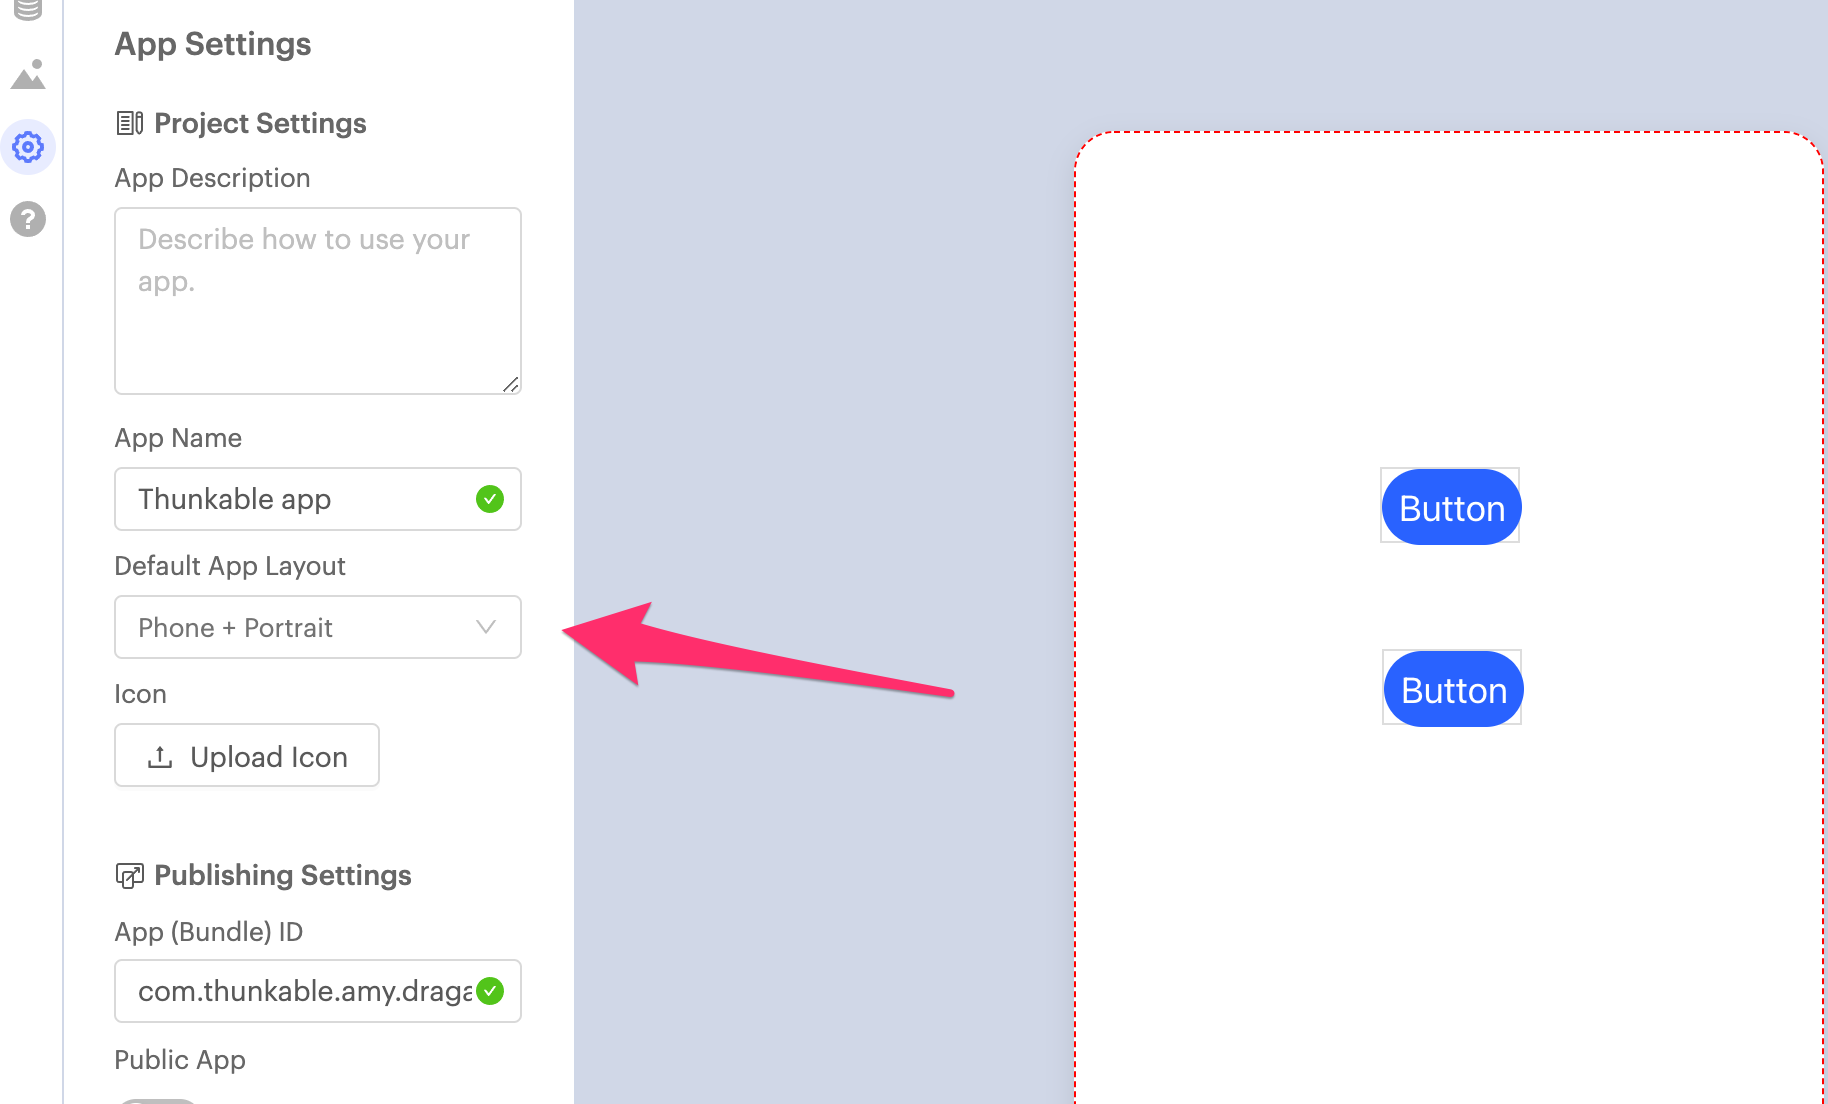 App Settings
Project Settings
App Description
Describe how to use your
app.
App Name
Thunkable app
Default App Layout
Phone + Portrait
Icon
Upload Icon
Publishing Settings
App (Bundle) ID
com.thunkable.amy.draga
Public App
?
Button
Button